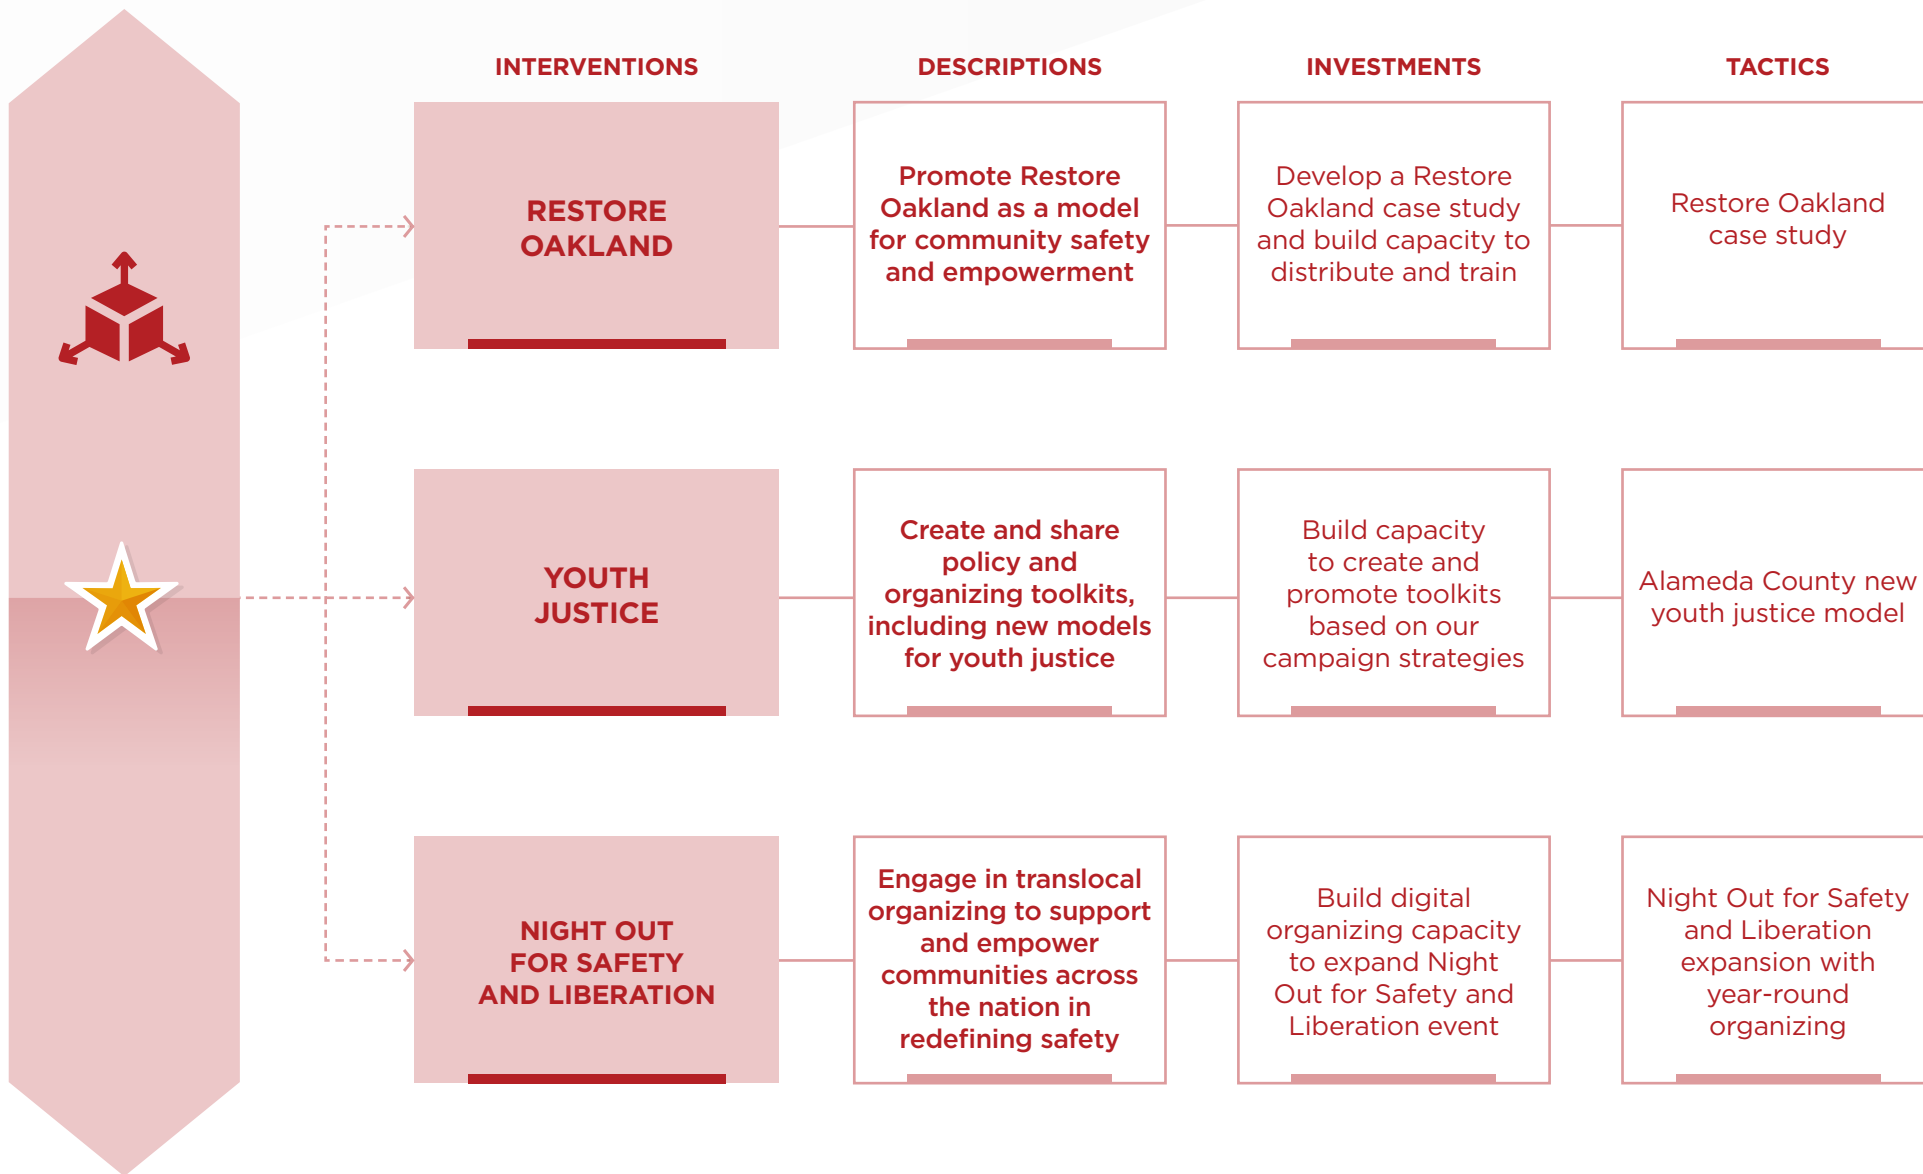 INTERVENTIONS
DESCRIPTIONS
INVESTMENTS
TACTICS
RESTORE
OAKLAND
Promote Restore
Oakland as a model
for community safety
and empowerment
Develop a Restore
Oakland case study
and build capacity to
distribute and train
Restore Oakland
case study
YOUTH
JUSTICE
Create and share
policy and
organizing toolkits,
including new models
for youth justice
Build capacity
to create and
promote toolkits
based on our
campaign strategies
Alameda County new
youth justice model
NIGHT OUT
FOR SAFETY
AND LIBERATION
Engage in translocal
organizing to support
and empower
communities across
the nation in
redefining safety
Build digital
organizing capacity
to expand Night
Out for Safety and
Liberation event
Night Out for Safety
and Liberation
expansion with
year-round
organizing